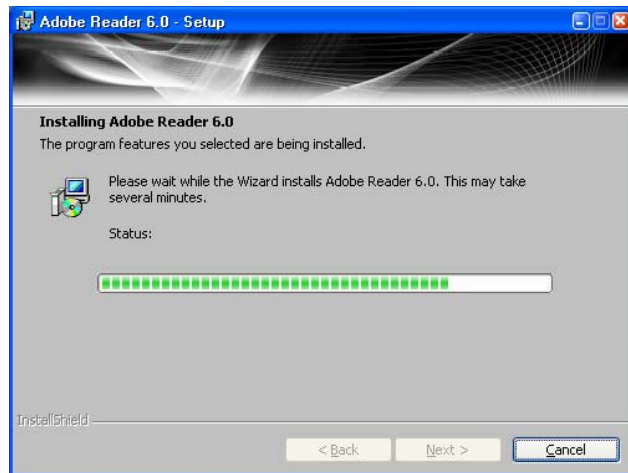 Adobe Reader 6.0 - Setup
Installing Adobe Reader 6.0
The program features you selected are being installed.
Please wait while the Wizard installs Adobe Reader 6.0. This may take
several minutes.
Status:
InstallShield
< Back Next > Cancel